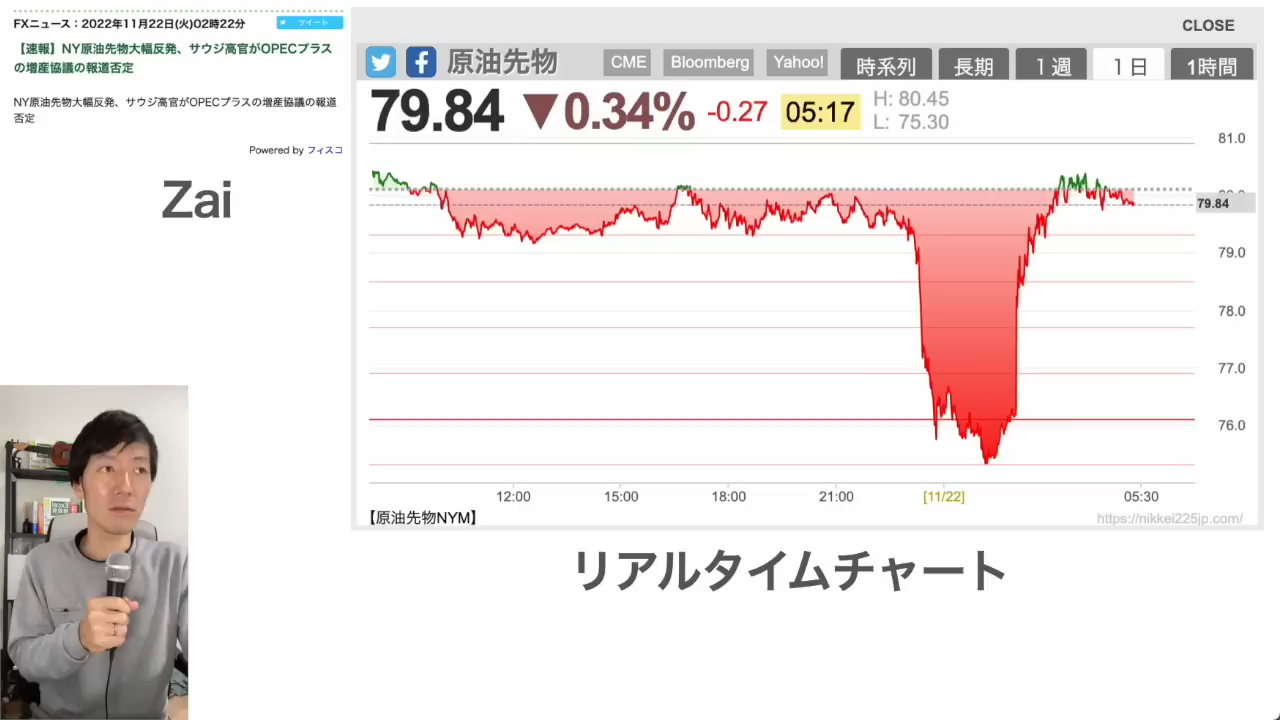 FXニュース：2022年11月22日(火)02時22分
ツイート
【速報】NY原油先物大幅反発、サウジ高官がOPECプラス
の増産協議の報道否定
NY原油先物大幅反発、サウジ高官がOPECプラスの増産協議の報道
否定
Powered by フィスコ
Zai
CLOSE
原油先物
CME
Bloomberg
Yahoo!
時系列
長期
１週
１日
1時間
79.84 ▼0.34% -0.27 05:17
H: 80.45
L: 75.30
81.0
79.84
79.0
78.0
77.0
76.0
12:00 15:00 18:00 21:00 [11/22] 05:30
【原油先物NYM】
https://nikkei225jp.com/
リアルタイムチャート